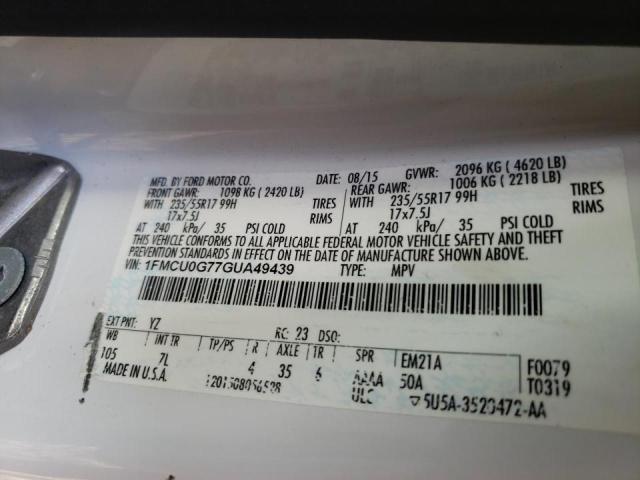 MFD. BY FORD MOTOR CO. DATE: 08/15 GVWR: 2096 KG ( 4620 LB)
FRONT GAWR: 1098 KG ( 2420 LB) REAR GAWR: 1006 KG ( 2218 LB)
WITH 235/55R17 99H TIRES WITH 235/55R17 99H TIRES
17x7.5J RIMS 17x7.5J RIMS
AT 240 kPa/ 35 PSI COLD AT 240 kPa/ 35 PSI COLD
THIS VEHICLE CONFORMS TO ALL APPLICABLE FEDERAL MOTOR VEHICLE SAFETY AND THEFT
PREVENTION STANDARDS IN EFFECT ON THE DATE OF MANUFACTURE SHOWN ABOVE.
VIN: 1FMCU0G77GUA49439 TYPE: MPV
EXT PNT: YZ RC: 23 DSO:
WB INT TR TP/PS R AXLE TR SPR EM21A F0079
105 7L 4 35 6 AAAA 50A T0319
MADE IN U.S.A. ULC ▽5U5A-3520472-AA